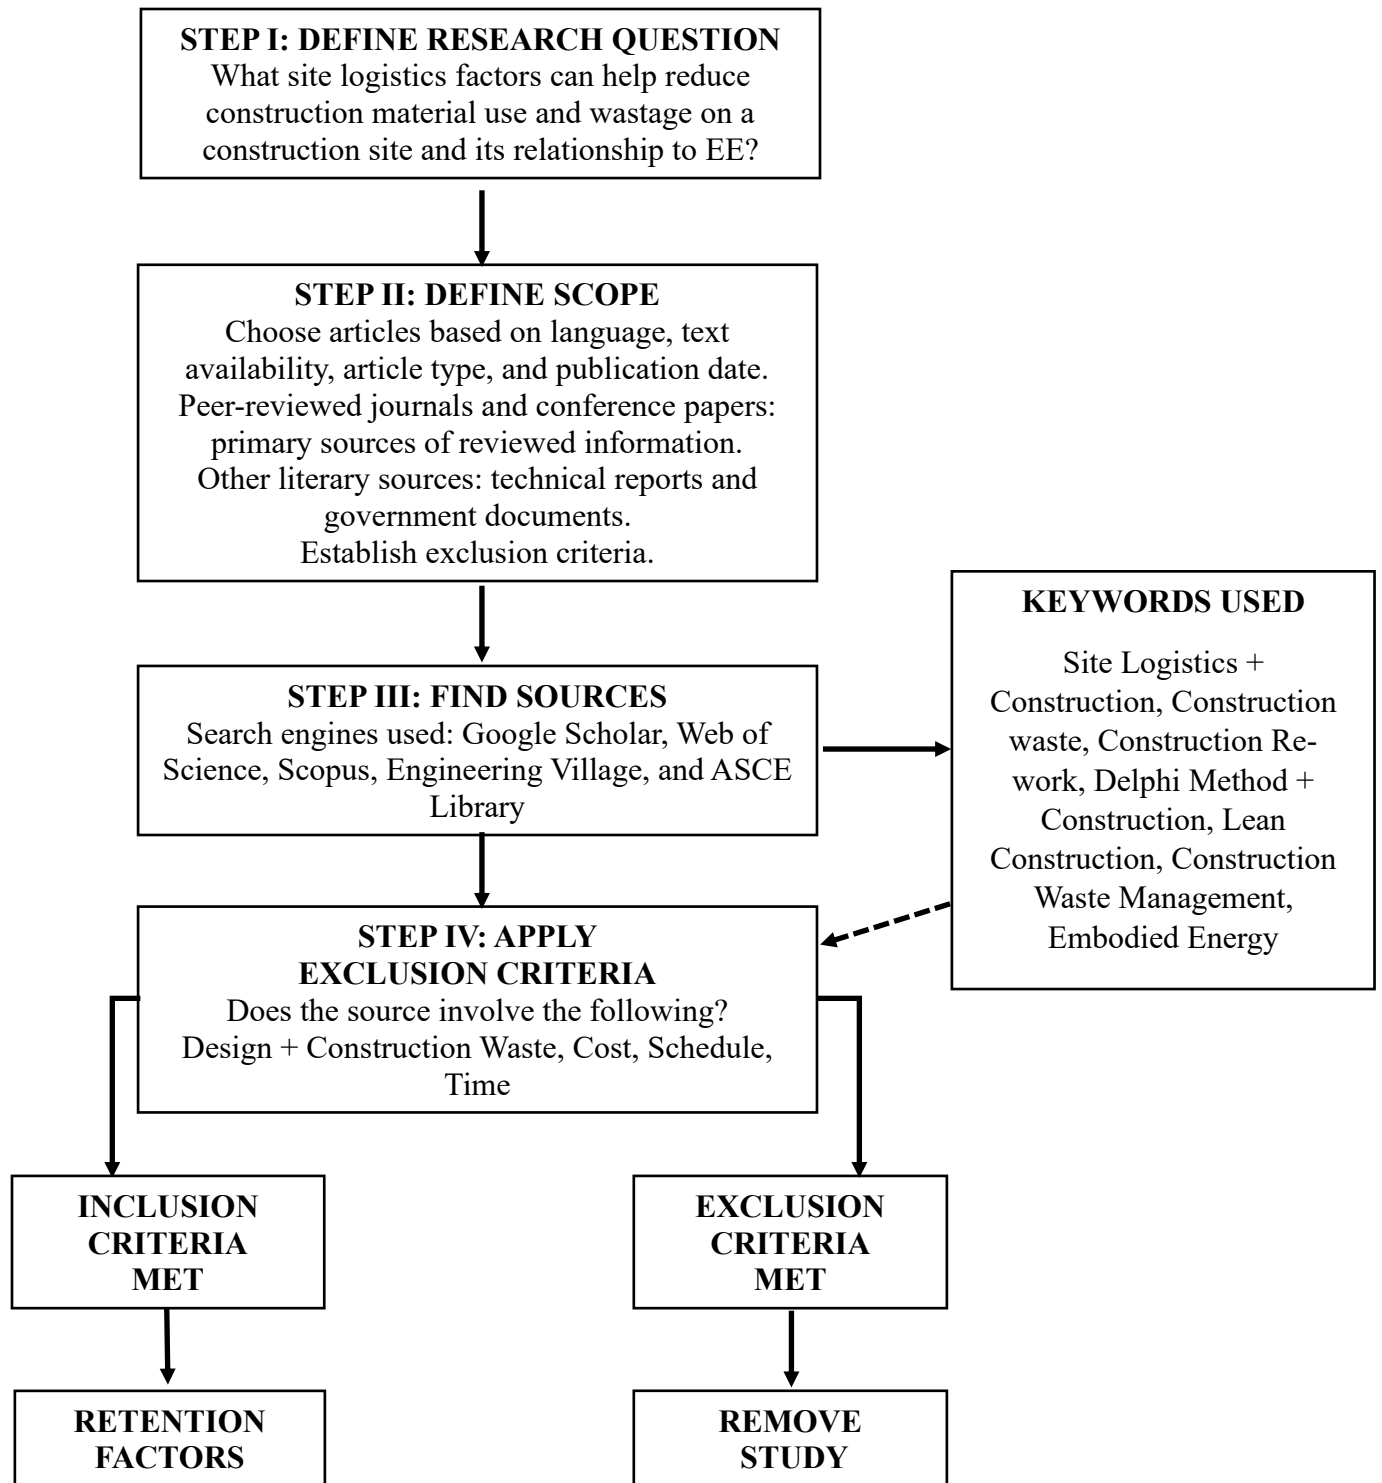 STEP I: DEFINE RESEARCH QUESTION
What site logistics factors can help reduce
construction material use and wastage on a
construction site and its relationship to EE?
STEP II: DEFINE SCOPE
Choose articles based on language, text
availability, article type, and publication date.
Peer-reviewed journals and conference papers:
primary sources of reviewed information.
Other literary sources: technical reports and
government documents.
Establish exclusion criteria.
STEP III: FIND SOURCES
Search engines used: Google Scholar, Web of
Science, Scopus, Engineering Village, and ASCE
Library
KEYWORDS USED
Site Logistics +
Construction, Construction
waste, Construction Re-
work, Delphi Method +
Construction, Lean
Construction, Construction
Waste Management,
Embodied Energy
STEP IV: APPLY
EXCLUSION CRITERIA
Does the source involve the following?
Design + Construction Waste, Cost, Schedule,
Time
INCLUSION
CRITERIA
MET
EXCLUSION
CRITERIA
MET
RETENTION
FACTORS
REMOVE
STUDY